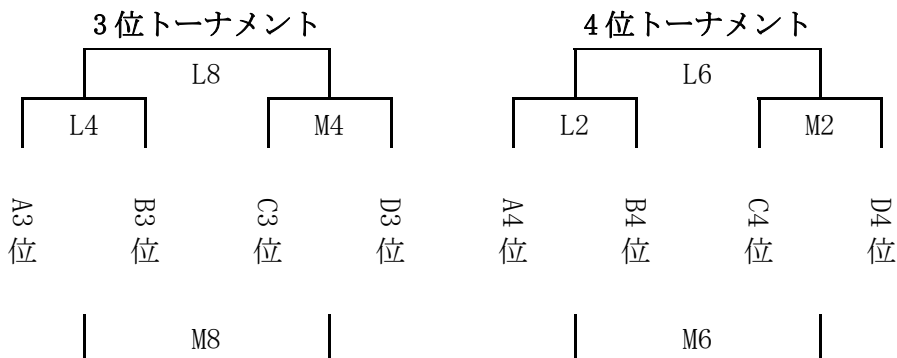 3位トーナメント 4位トーナメント
L8 L6
L4 M4 L2 M2
A3位 B3位 C3位 D3位 A4位 B4位 C4位 D4位
M8 M6